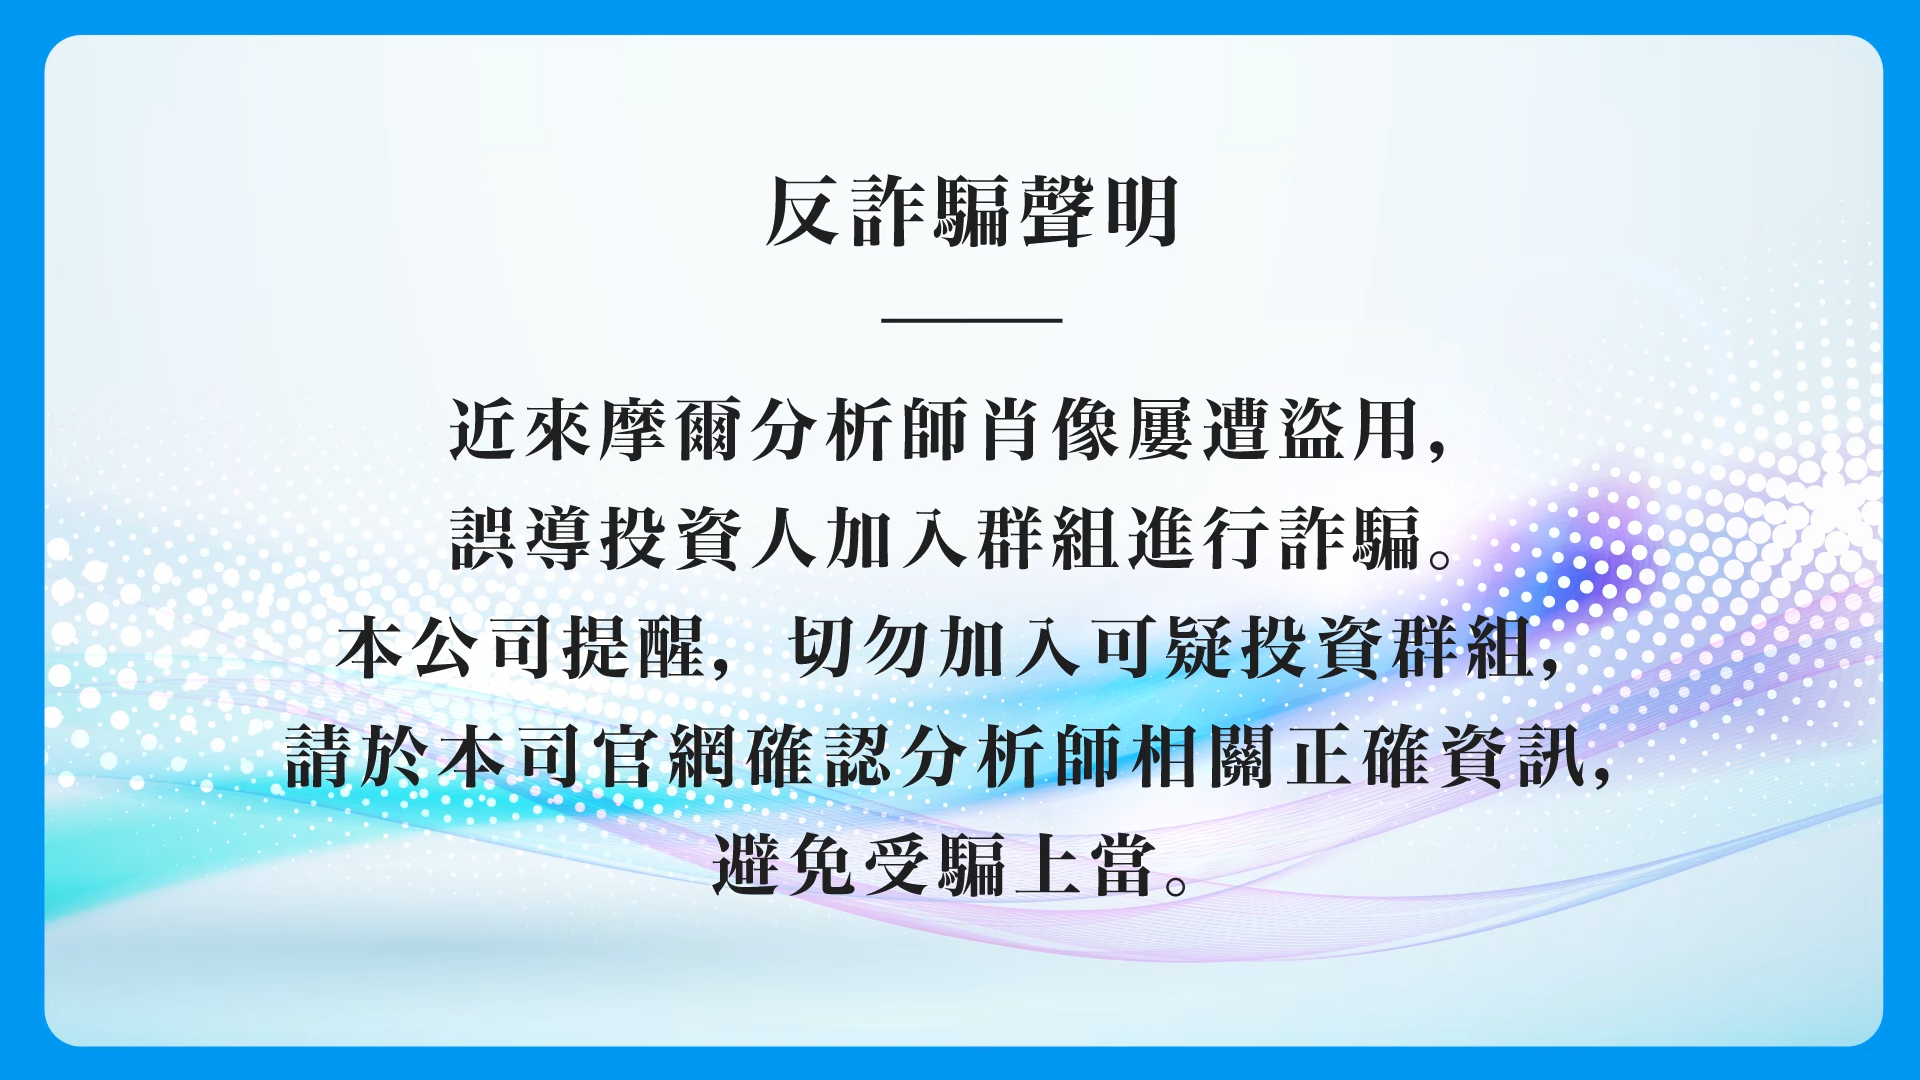 反詐騙聲明
近來摩爾分析師肖像屢遭盜用，
誤導投資人加入群組進行詐騙。
本公司提醒，切勿加入可疑投資群組，
請於本司官網確認分析師相關正確資訊，
避免受騙上當。